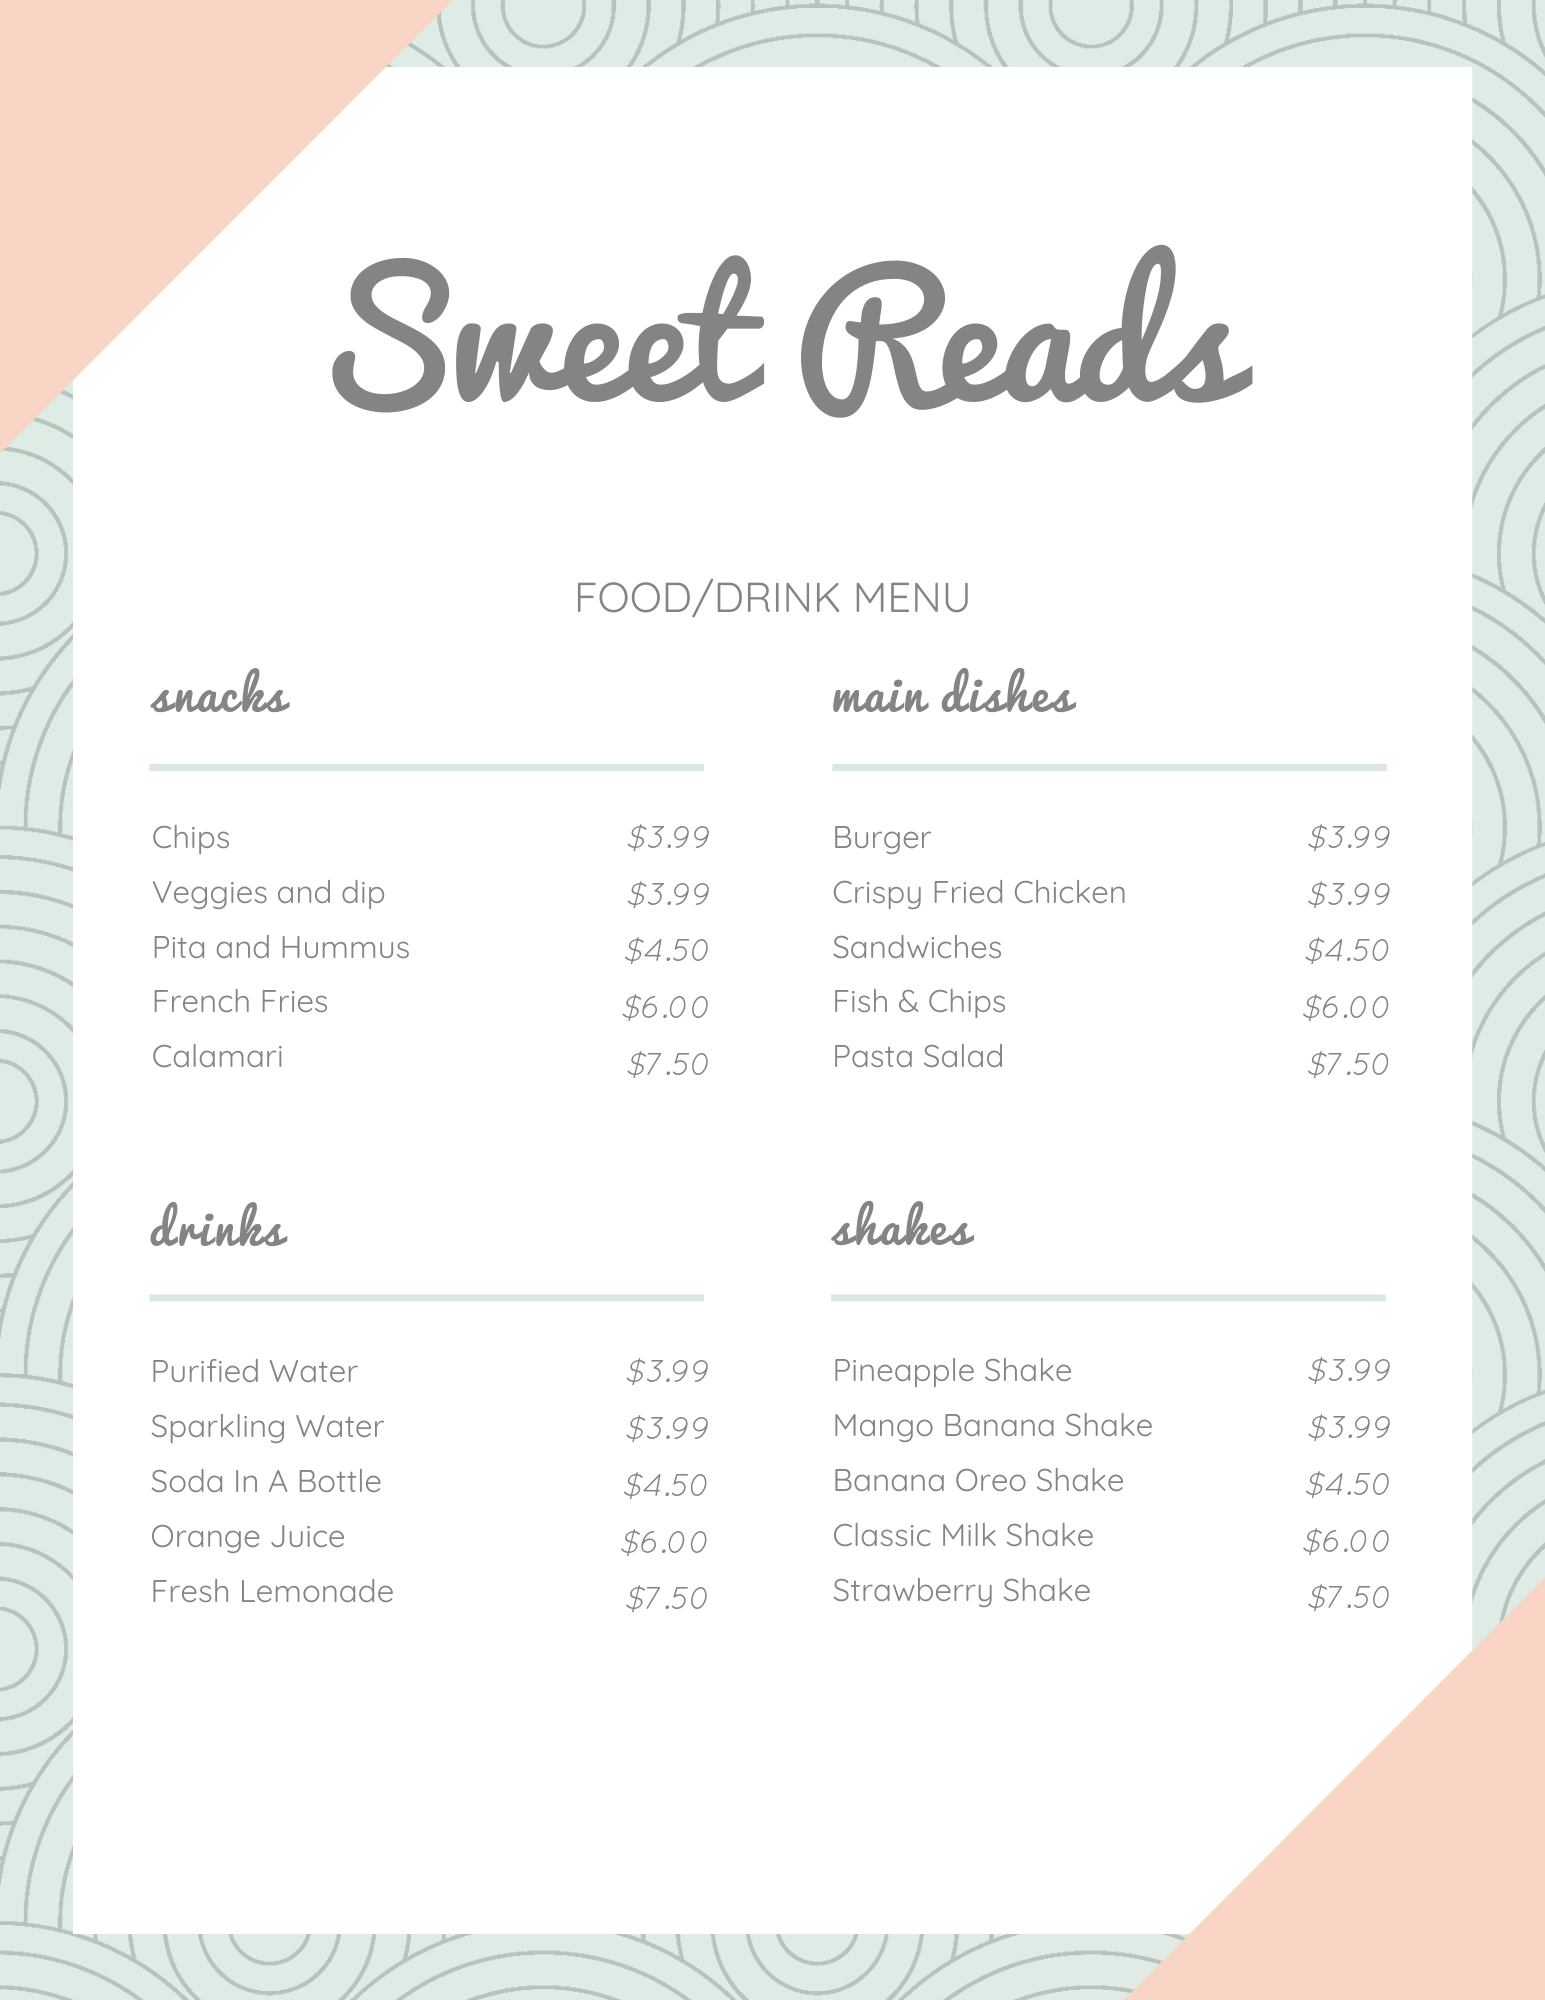 Sweet Reads
FOOD/DRINK MENU
snacks
Chips $3.99
Veggies and dip $3.99
Pita and Hummus $4.50
French Fries $6.00
Calamari $7.50
main dishes
Burger $3.99
Crispy Fried Chicken $3.99
Sandwiches $4.50
Fish & Chips $6.00
Pasta Salad $7.50
drinks
Purified Water $3.99
Sparkling Water $3.99
Soda In A Bottle $4.50
Orange Juice $6.00
Fresh Lemonade $7.50
shakes
Pineapple Shake $3.99
Mango Banana Shake $3.99
Banana Oreo Shake $4.50
Classic Milk Shake $6.00
Strawberry Shake $7.50